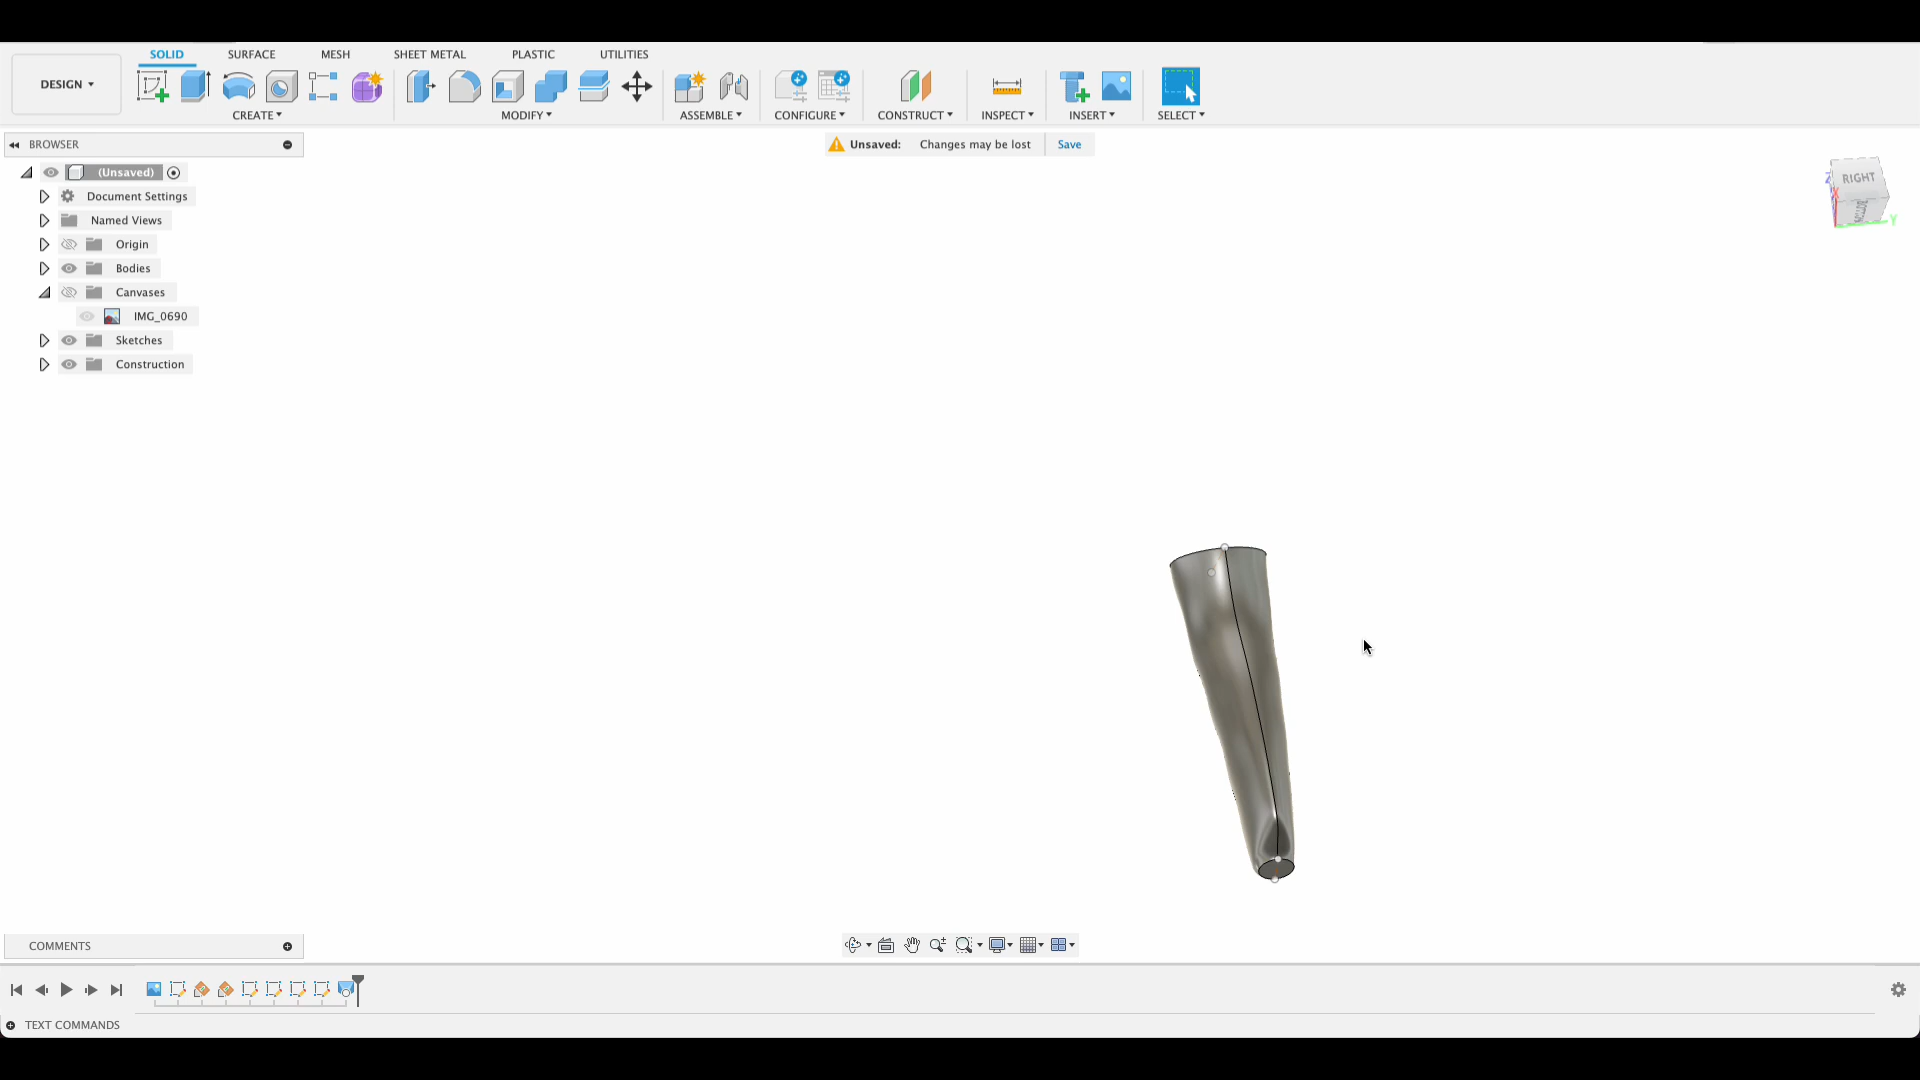 SOLID SURFACE MESH SHEET METAL PLASTIC UTILITIES
DESIGN
CREATE MODIFY ASSEMBLE CONFIGURE CONSTRUCT INSPECT INSERT SELECT
BROWSER
Unsaved: Changes may be lost Save
(Unsaved)
Document Settings
Named Views
Origin
Bodies
Canvases
IMG_0690
Sketches
Construction
RIGHT
BOTTOM
Z
X
Y
COMMENTS
TEXT COMMANDS